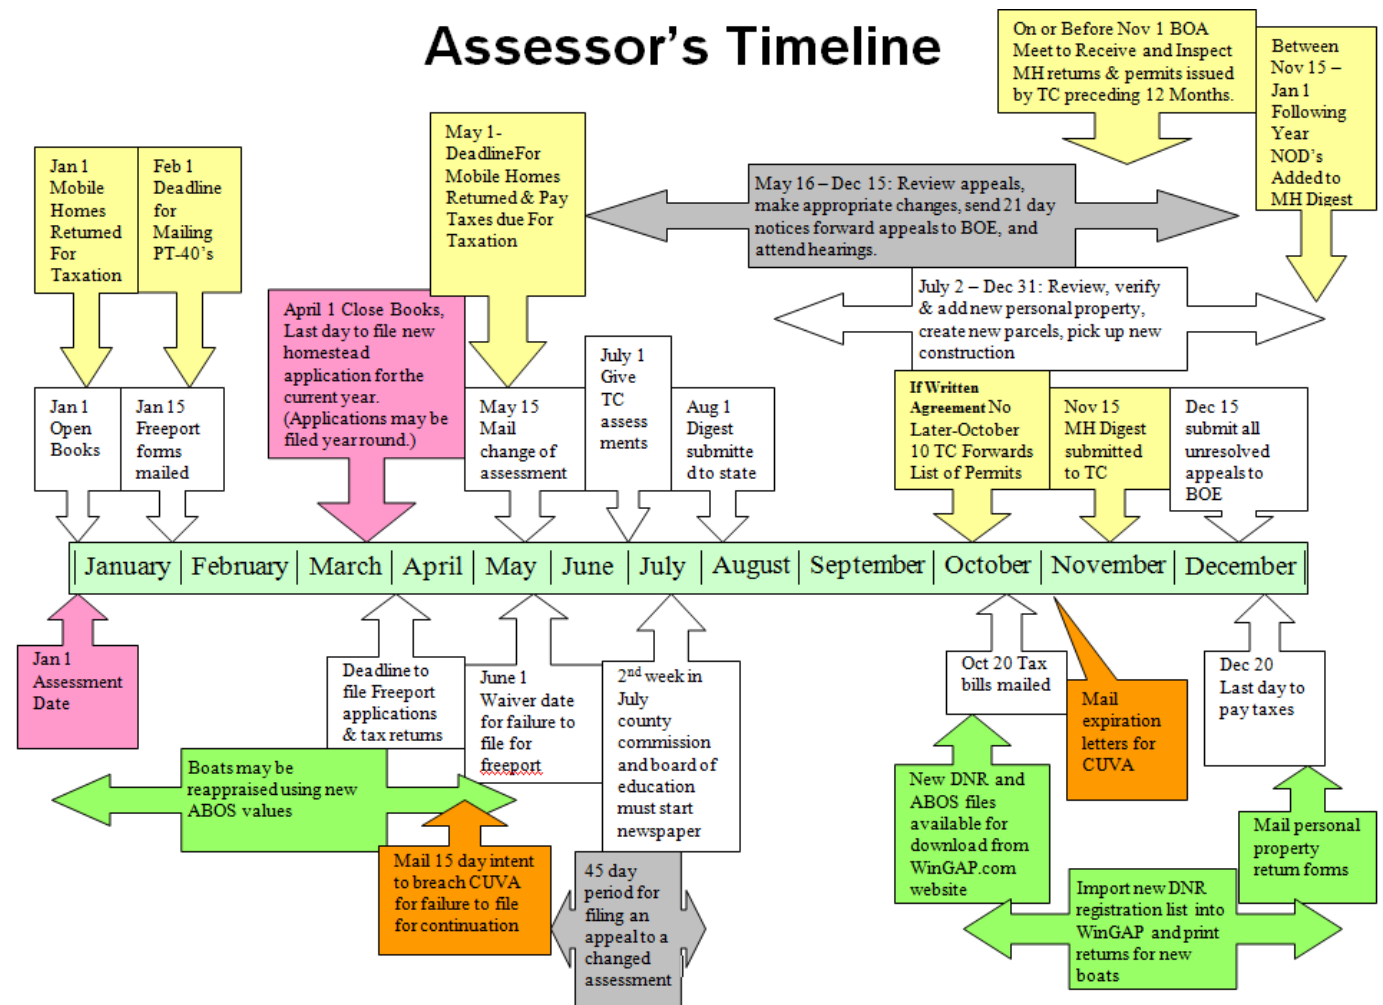 Assessor's Timeline
On or Before Nov 1 BOA
Meet to Receive and Inspect
MH returns & permits issued
by TC preceding 12 Months.
Between
Nov 15 –
Jan 1
Following
Year
NOD's
Added to
MH Digest
Jan 1
Mobile
Homes
Returned
For
Taxation
Feb 1
Deadline
for
Mailing
PT-40's
May 1-
DeadlineFor
Mobile Homes
Returned & Pay
Taxes due For
Taxation
May 16 – Dec 15: Review appeals,
make appropriate changes, send 21 day
notices forward appeals to BOE, and
attend hearings.
July 2 – Dec 31: Review, verify
& add new personal property,
create new parcels, pick up new
construction
April 1 Close Books,
Last day to file new
homestead
application for the
current year.
(Applications may be
filed year round.)
Jan 1
Open
Books
Jan 15
Freeport
forms
mailed
May 15
Mail
change of
assessment
July 1
Give
TC
assess
ments
Aug 1
Digest
submitte
d to state
If Written
Agreement No
Later-October
10 TC Forwards
List of Permits
Nov 15
MH Digest
submitted
to TC
Dec 15
submit all
unresolved
appeals to
BOE
January February March April May June July August September October November December
Jan 1
Assessment
Date
Deadline to
file Freeport
applications
& tax returns
June 1
Waiver date
for failure to
file for
freeport
2nd week in
July
county
commission
and board of
education
must start
newspaper
Oct 20 Tax
bills mailed
Mail
expiration
letters for
CUVA
Dec 20
Last day to
pay taxes
Boats may be
reappraised using new
ABOS values
Mail 15 day intent
to breach CUVA
for failure to file
for continuation
45 day
period for
filing an
appeal to a
changed
assessment
New DNR and
ABOS files
available for
download from
WinGAP.com
website
Mail personal
property
return forms
Import new DNR
registration list into
WinGAP and print
returns for new
boats